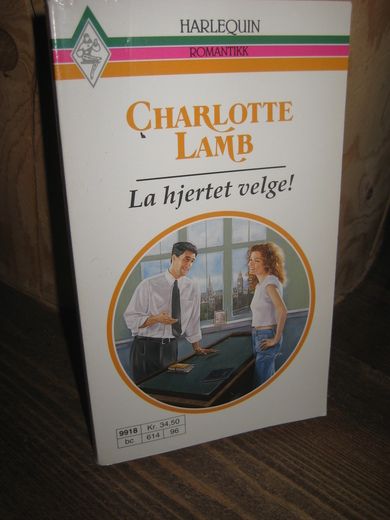 HARLEQUIN
ROMANTIKK
CHARLOTTE
LAMB
La hjertet velge!
9918 Kr. 34,50
bc 614 96